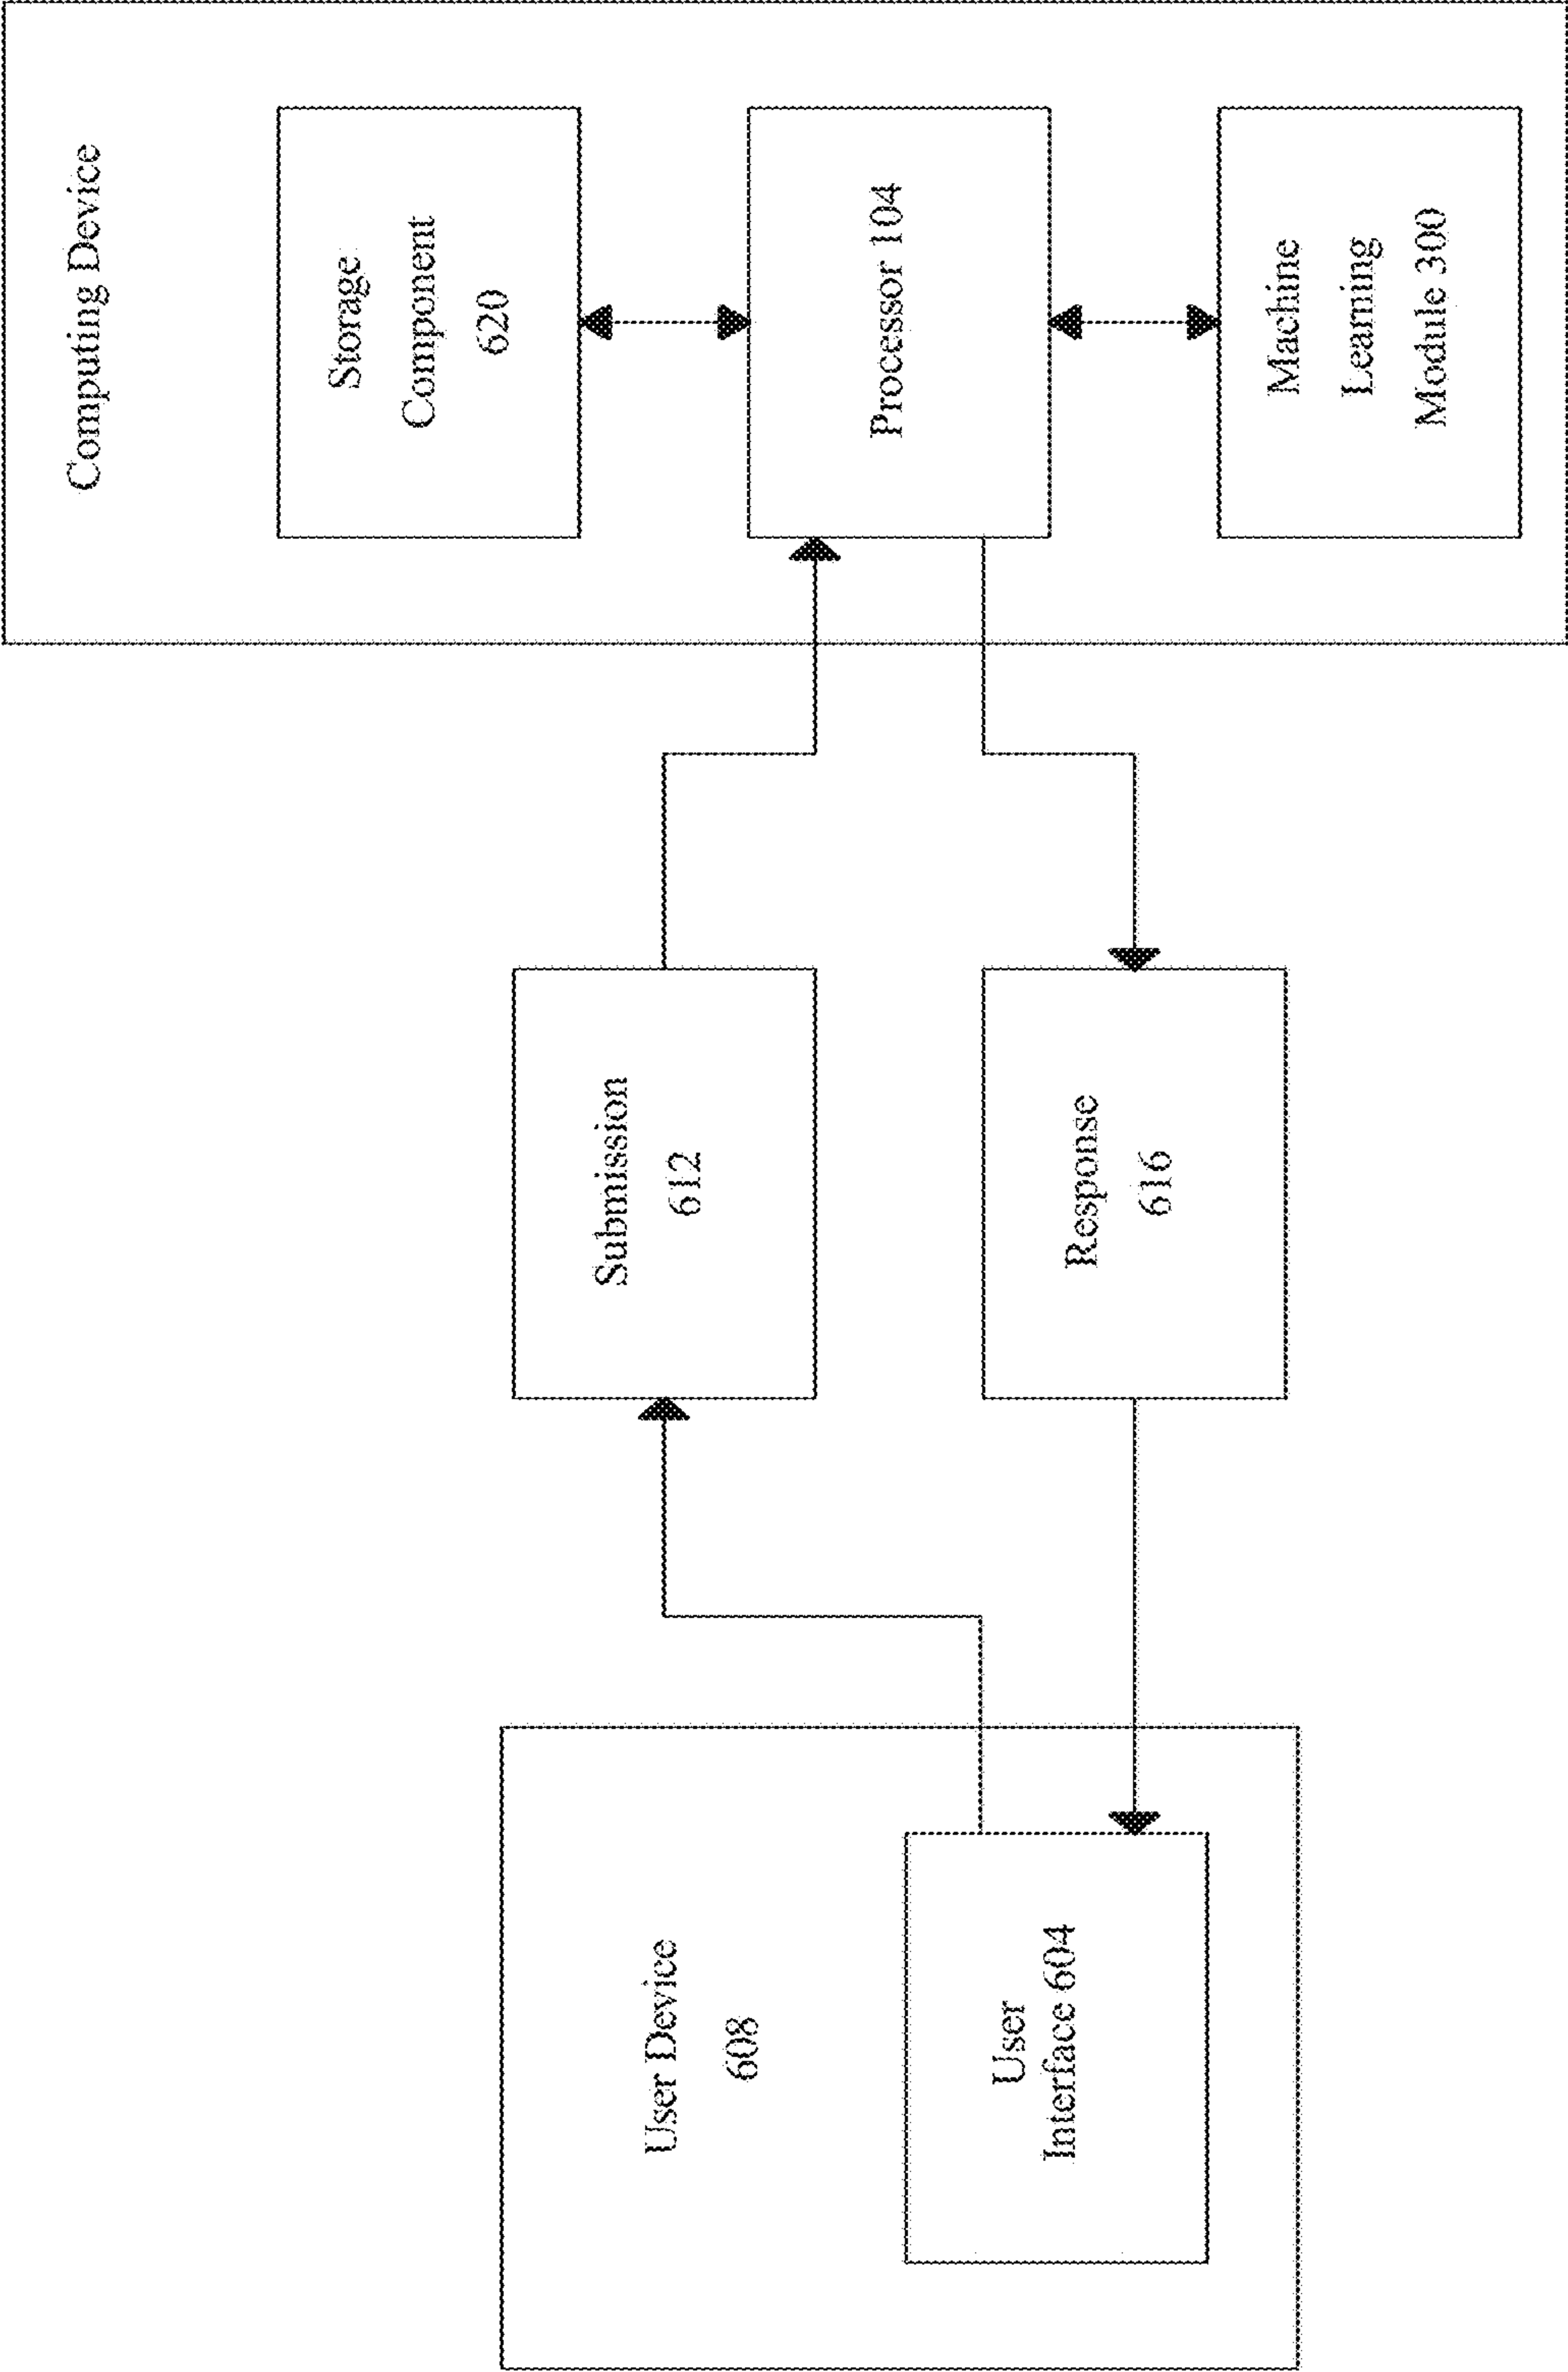 User Device
608
User
Interface 604
Submission
612
Response
616
Computing Device
Storage
Component
620
Processor 104
Machine
Learning
Module 300